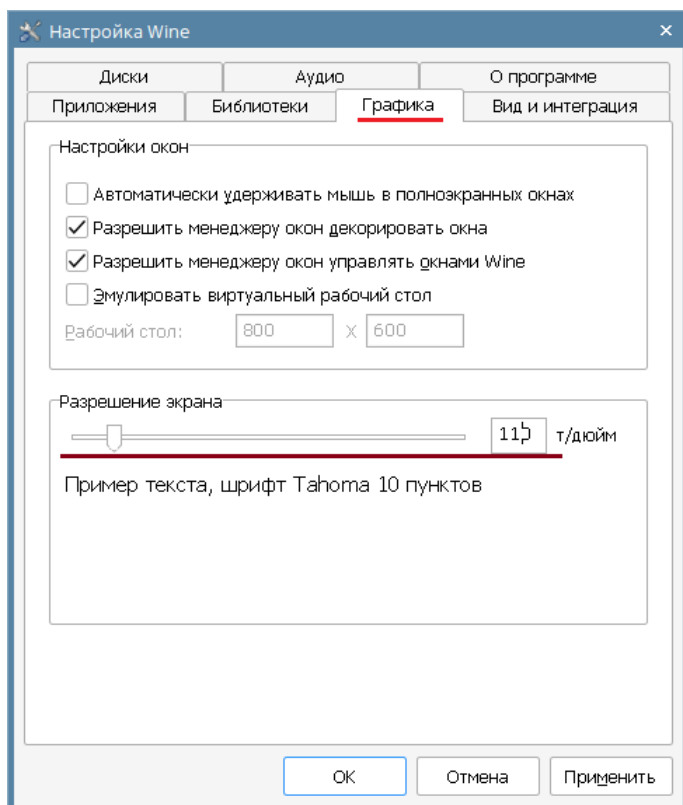 Настройка Wine
Диски Аудио О программе
Приложения Библиотеки Графика Вид и интеграция
Настройки окон
Автоматически удерживать мышь в полноэкранных окнах
Разрешить менеджеру окон декорировать окна
Разрешить менеджеру окон управлять окнами Wine
Эмулировать виртуальный рабочий стол
Рабочий стол: 800 X 600
Разрешение экрана
т/дюйм
Пример текста, шрифт Tahoma 10 пунктов
ОК Отмена Применить